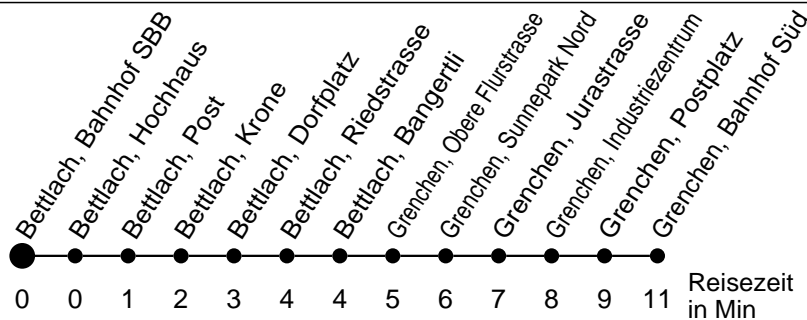 Bettlach, Bahnhof SBB
Bettlach, Hochhaus
Bettlach, Post
Bettlach, Krone
Bettlach, Dorfplatz
Bettlach, Riedstrasse
Bettlach, Bangertli
Grenchen, Obere Flurstrasse
Grenchen, Sunnepark Nord
Grenchen, Jurastrasse
Grenchen, Industriezentrum
Grenchen, Postplatz
Grenchen, Bahnhof Süd
0 0 1 2 3 4 4 5 6 7 8 9 11 Reisezeit
in Min